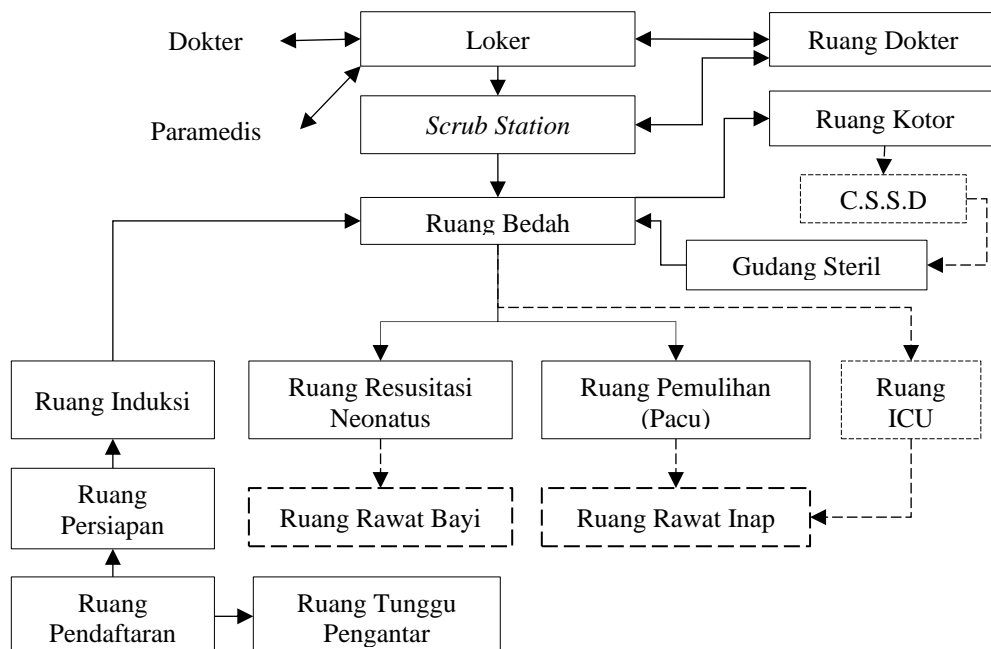 Dokter
Loker
Ruang Dokter
Paramedis
Scrub Station
Ruang Kotor
C.S.S.D
Ruang Bedah
Gudang Steril
Ruang Induksi
Ruang Resusitasi
Neonatus
Ruang Pemulihan
(Pacu)
Ruang
ICU
Ruang
Persiapan
Ruang Rawat Bayi
Ruang Rawat Inap
Ruang
Pendaftaran
Ruang Tunggu
Pengantar